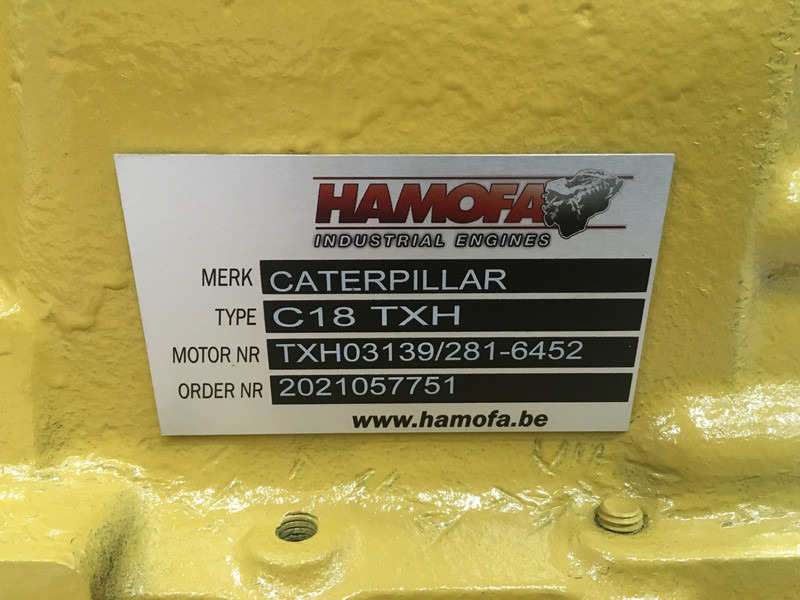 HAMOFA
INDUSTRIAL ENGINES
MERK CATERPILLAR
TYPE C18 TXH
MOTOR NR TXH03139/281-6452
ORDER NR 2021057751
www.hamofa.be